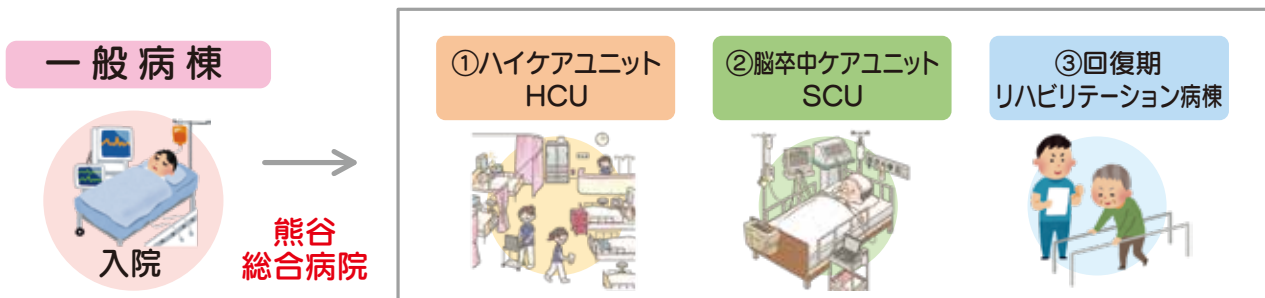 一般病棟
入院
熊谷
総合病院
①ハイケアユニット
HCU
②脳卒中ケアユニット
SCU
③回復期
リハビリテーション病棟